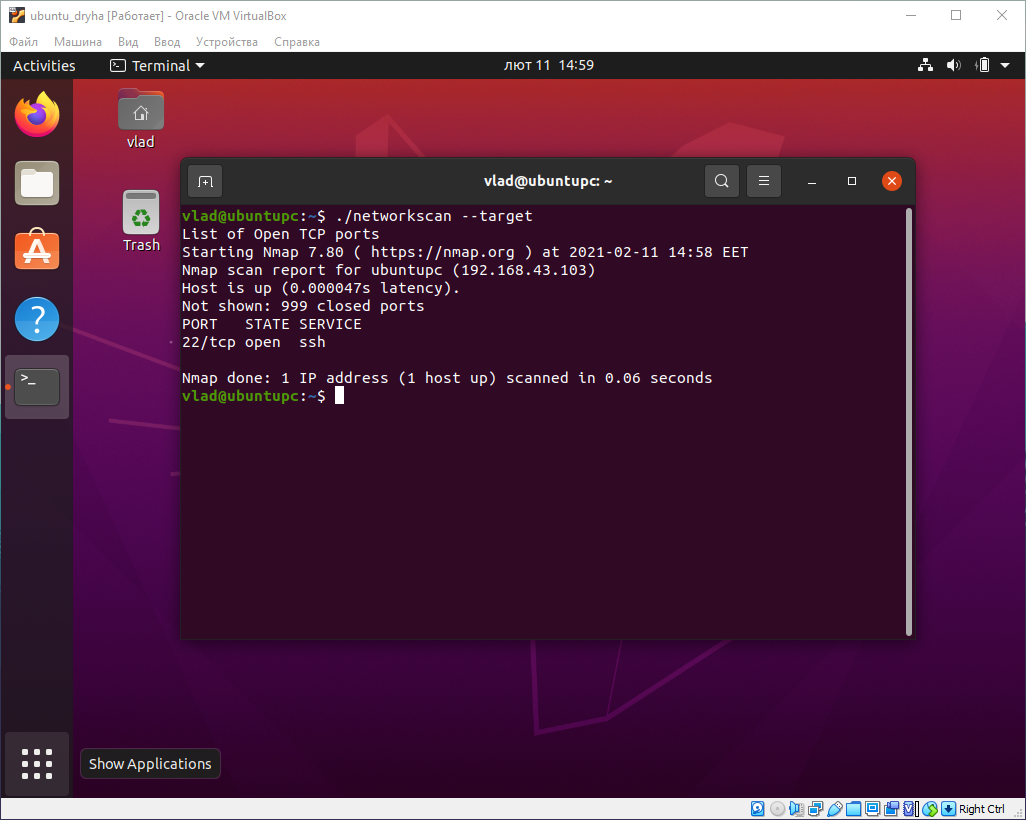 ubuntu_dryha [Работает] - Oracle VM VirtualBox
Файл Машина Вид Ввод Устройства Справка
Activities Terminal лют 11 14:59
vlad
Trash
vlad@ubuntupc: ~
vlad@ubuntupc:~$ ./networkscan --target
List of Open TCP ports
Starting Nmap 7.80 ( https://nmap.org ) at 2021-02-11 14:58 EET
Nmap scan report for ubuntupc (192.168.43.103)
Host is up (0.000047s latency).
Not shown: 999 closed ports
PORT   STATE SERVICE
22/tcp open  ssh
Nmap done: 1 IP address (1 host up) scanned in 0.06 seconds
vlad@ubuntupc:~$
Show Applications
Right Ctrl